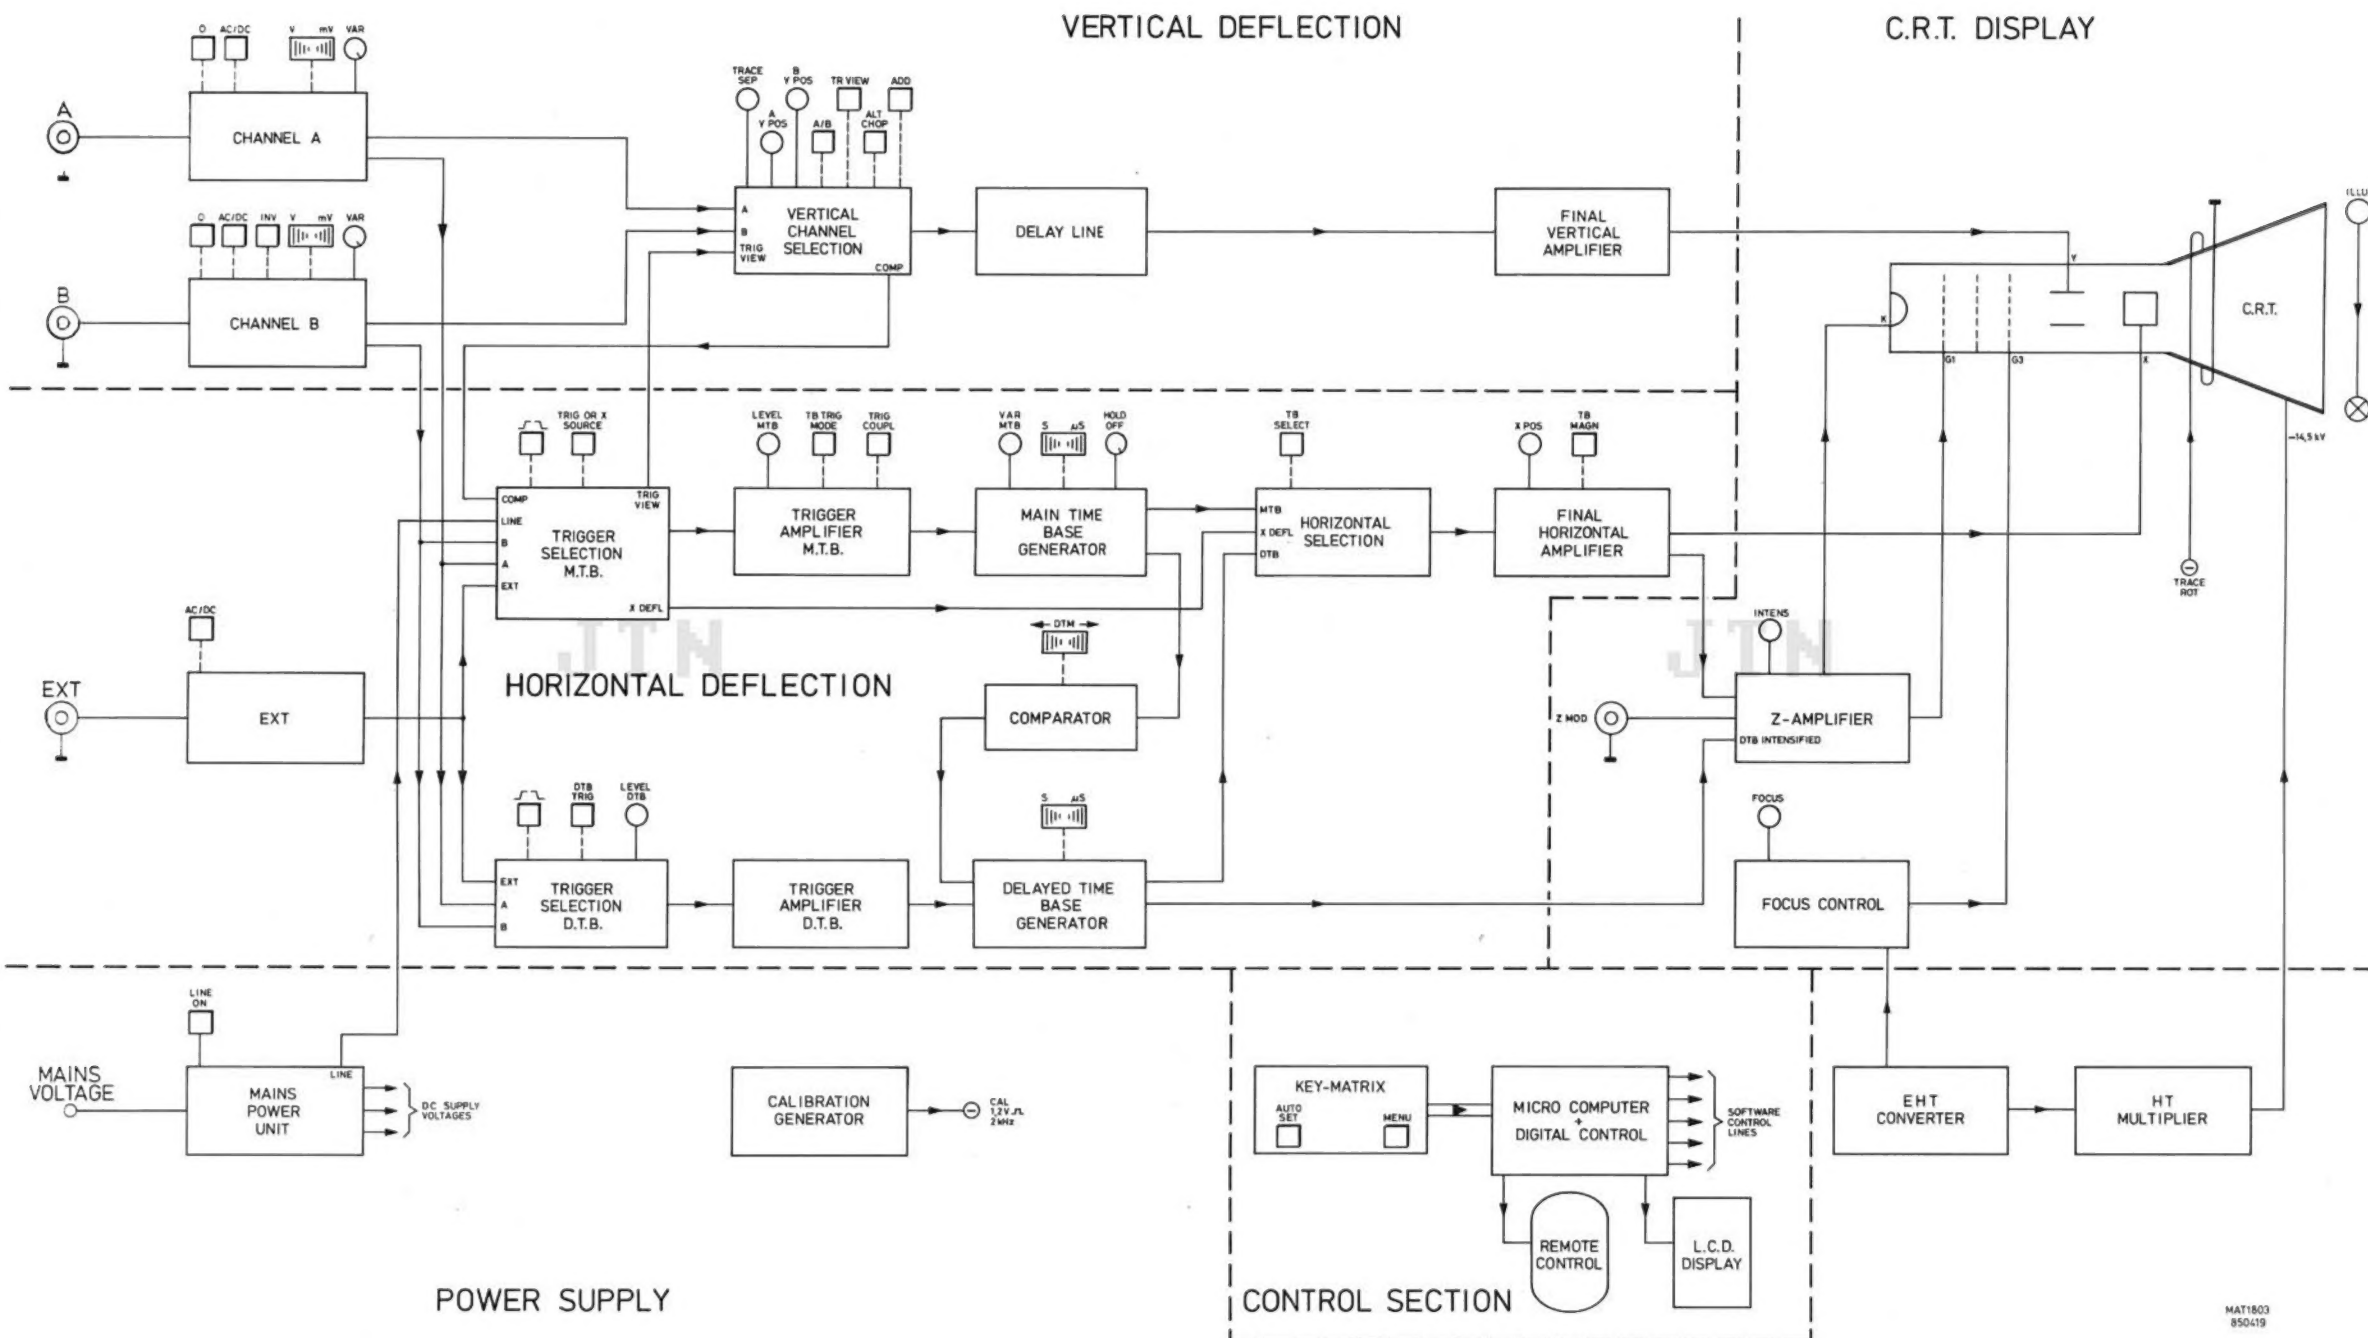 VERTICAL DEFLECTION
C.R.T. DISPLAY
O
AC/DC
V
mV
VAR
A
CHANNEL A
O
AC/DC
INV
V
mV
VAR
B
CHANNEL B
TRACE
SEP
A
Y POS
B
Y POS
A/B
TR VIEW
ALT
CHOP
ADD
A
B
TRIG
VIEW
VERTICAL
CHANNEL
SELECTION
COMP
DELAY LINE
FINAL
VERTICAL
AMPLIFIER
Y
K
G1
G3
X
C.R.T.
-14,5 kV
TRACE
ROT
TRIG OR X
SOURCE
COMP
LINE
B
A
EXT
TRIG
VIEW
TRIGGER
SELECTION
M.T.B.
X DEFL
LEVEL
MTB
TB TRIG
MODE
TRIG
COUPL
TRIGGER
AMPLIFIER
M.T.B.
VAR
MTB
S
µS
HOLD
OFF
MAIN TIME
BASE
GENERATOR
TB
SELECT
MTB
X DEFL
DTB
HORIZONTAL
SELECTION
X POS
TB
MAGN
FINAL
HORIZONTAL
AMPLIFIER
AC/DC
EXT
EXT
JTN
HORIZONTAL DEFLECTION
DTM
COMPARATOR
JTN
INTENS
Z MOD
Z-AMPLIFIER
DTB INTENSIFIED
DTB
TRIG
LEVEL
DTB
EXT
A
B
TRIGGER
SELECTION
D.T.B.
TRIGGER
AMPLIFIER
D.T.B.
S
µS
DELAYED TIME
BASE
GENERATOR
FOCUS
FOCUS CONTROL
LINE
ON
MAINS
VOLTAGE
LINE
MAINS
POWER
UNIT
DC SUPPLY
VOLTAGES
CALIBRATION
GENERATOR
CAL
1,2V
2kHz
KEY-MATRIX
AUTO
SET
MENU
MICRO COMPUTER
+
DIGITAL CONTROL
SOFTWARE
CONTROL
LINES
REMOTE
CONTROL
L.C.D.
DISPLAY
EHT
CONVERTER
HT
MULTIPLIER
POWER SUPPLY
CONTROL SECTION
MAT1803
850419